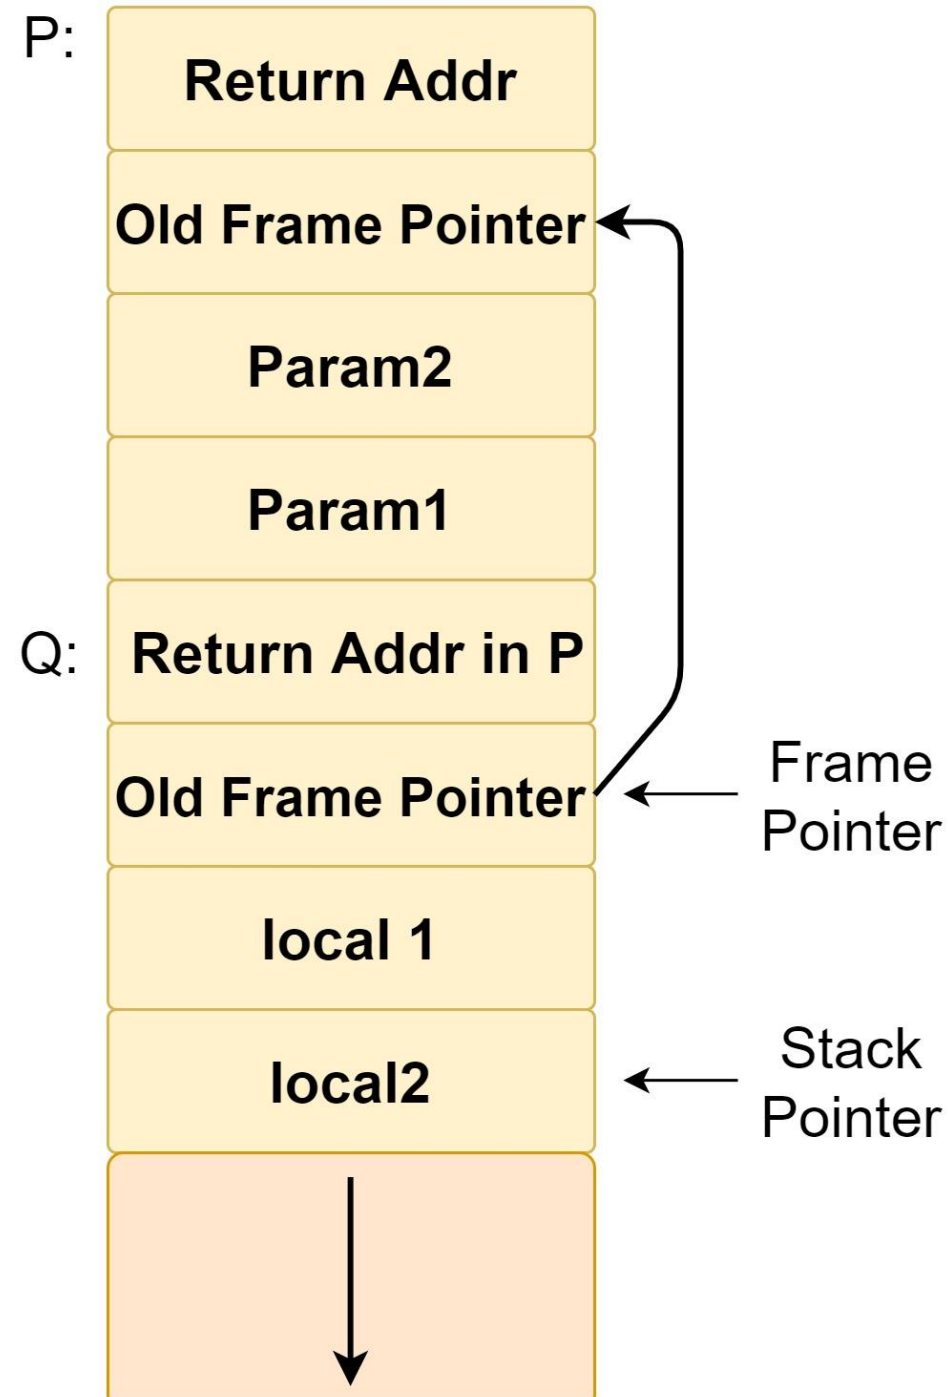 P:
Return Addr
Old Frame Pointer
Param2
Param1
Q:
Return Addr in P
Old Frame Pointer
Frame
Pointer
local 1
local2
Stack
Pointer